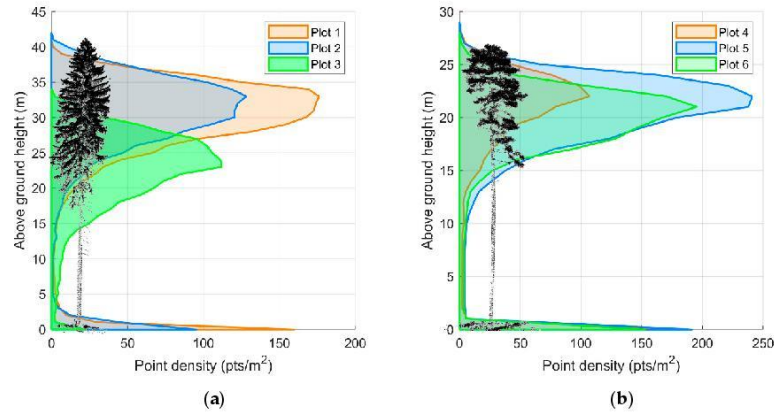 45
40
35
30
25
20
15
10
5
0
Above ground height (m)
Plot 1
Plot 2
Plot 3
0 50 100 150 200
Point density (pts/m²)
(a)
30
25
20
15
10
5
0
Above ground height (m)
Plot 4
Plot 5
Plot 6
0 50 100 150 200 250
Point density (pts/m²)
(b)